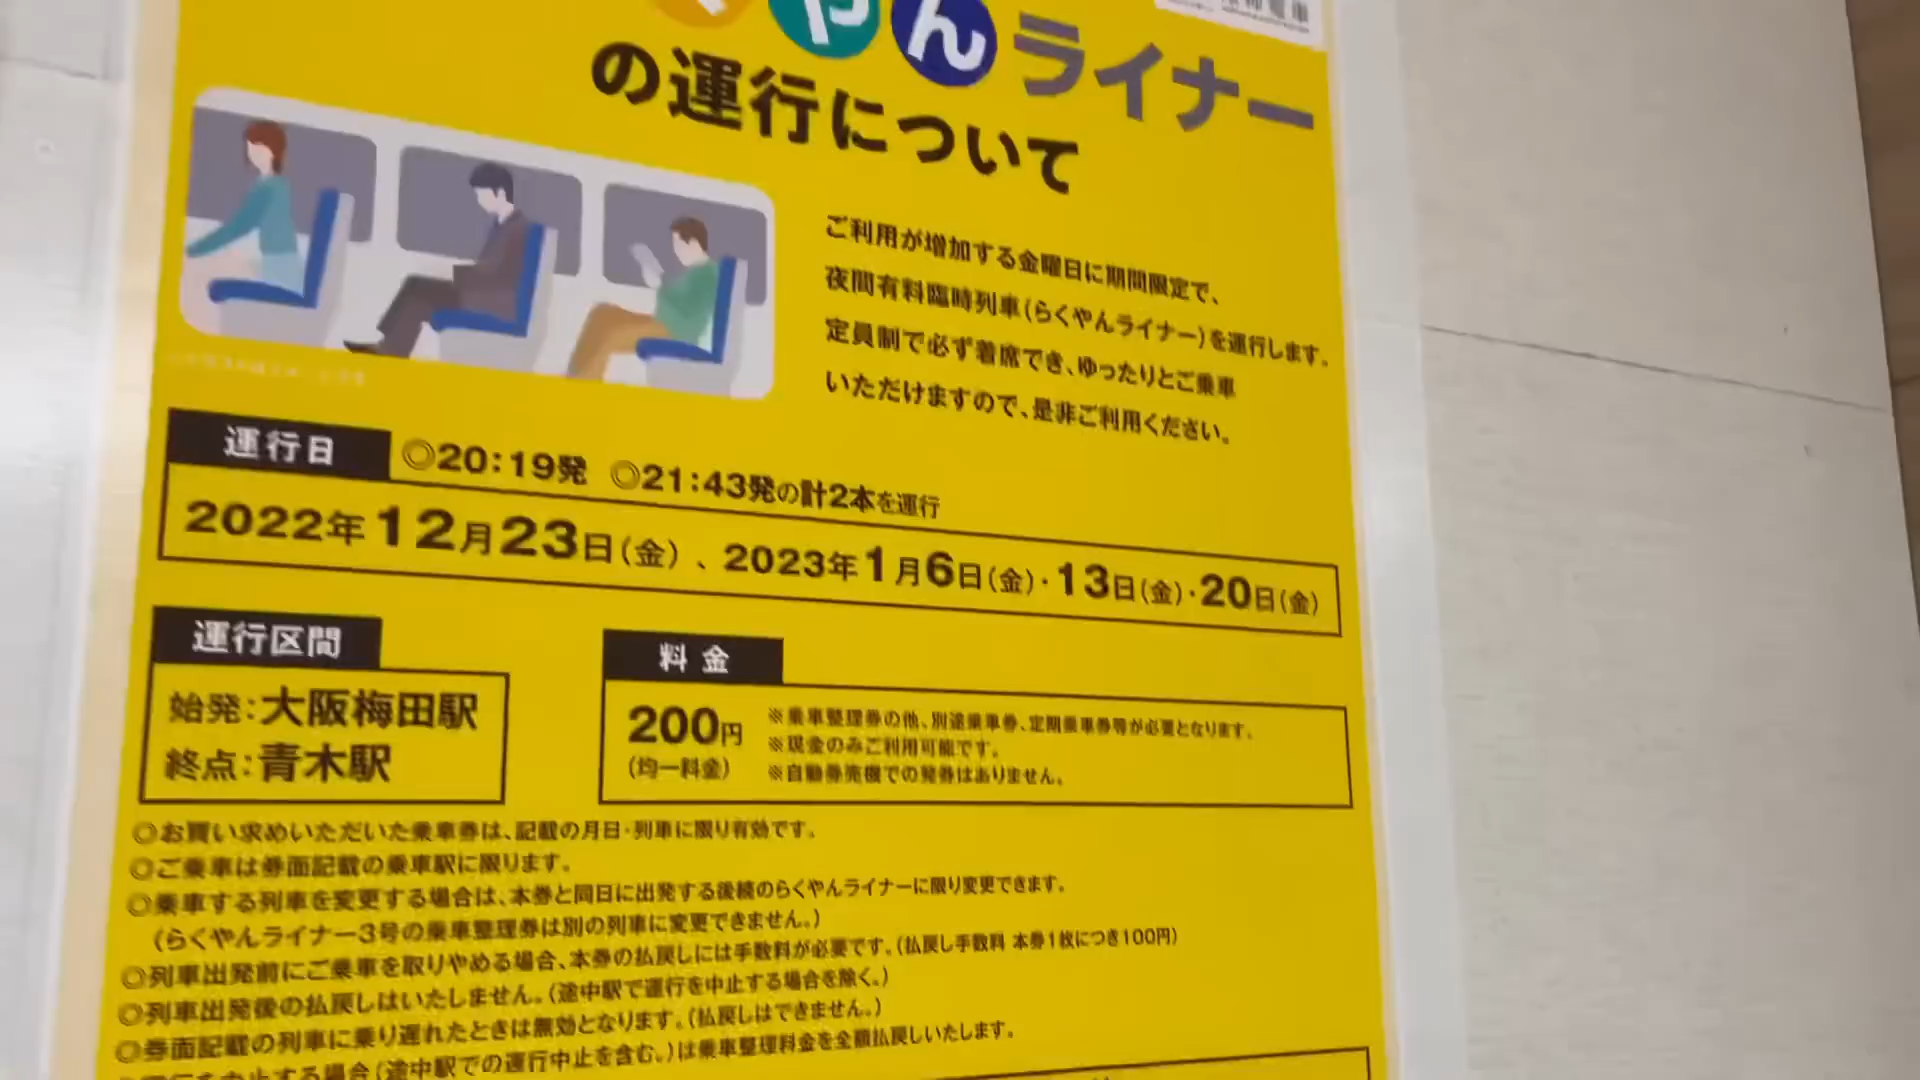 くやんライナー
の運行について
ご利用が増加する金曜日に期間限定で、
夜間有料臨時列車(らくやんライナー)を運行します。
定員制で必ず着席でき、ゆったりとご乗車
いただけますので、是非ご利用ください。
運行日 ◎20:19発 ◎21:43発の計2本を運行
2022年12月23日(金)、2023年1月6日(金)・13日(金)・20日(金)
運行区間
始発:大阪梅田駅
終点:青木駅
料金
200円
(均一料金)
※乗車整理券の他、別途乗車券、定期乗車券等が必要となります。
※現金のみご利用可能です。
※自動券売機での発券はありません。
◎お買い求めいただいた乗車券は、記載の月日・列車に限り有効です。
◎ご乗車は券面記載の乗車駅に限ります。
◎乗車する列車を変更する場合は、本券と同日に出発する後続のらくやんライナーに限り変更できます。
(らくやんライナー3号の乗車整理券は別の列車に変更できません。)
◎列車出発前にご乗車を取りやめる場合、本券の払戻しには手数料が必要です。(払戻し手数料 本券1枚につき100円)
◎列車出発後の払戻しはいたしません。(途中駅で運行を中止する場合を除く。)
◎券面記載の列車に乗り遅れたときは無効となります。(払戻しはできません。)
運行を中止する場合(途中駅での運行中止を含む。)は乗車整理料金を全額払戻しいたします。